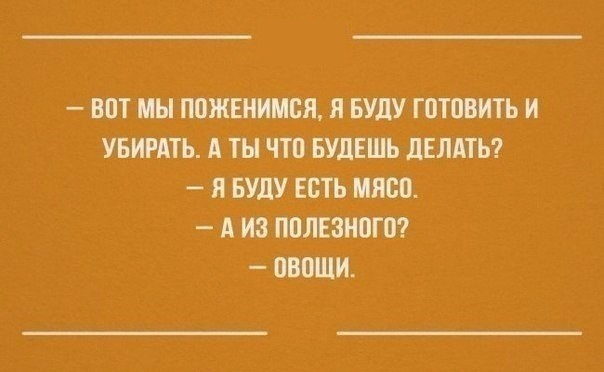 – ВОТ МЫ ПОЖЕНИМСЯ, Я БУДУ ГОТОВИТЬ И
УБИРАТЬ. А ТЫ ЧТО БУДЕШЬ ДЕЛАТЬ?
– Я БУДУ ЕСТЬ МЯСО.
– А ИЗ ПОЛЕЗНОГО?
– ОВОЩИ.